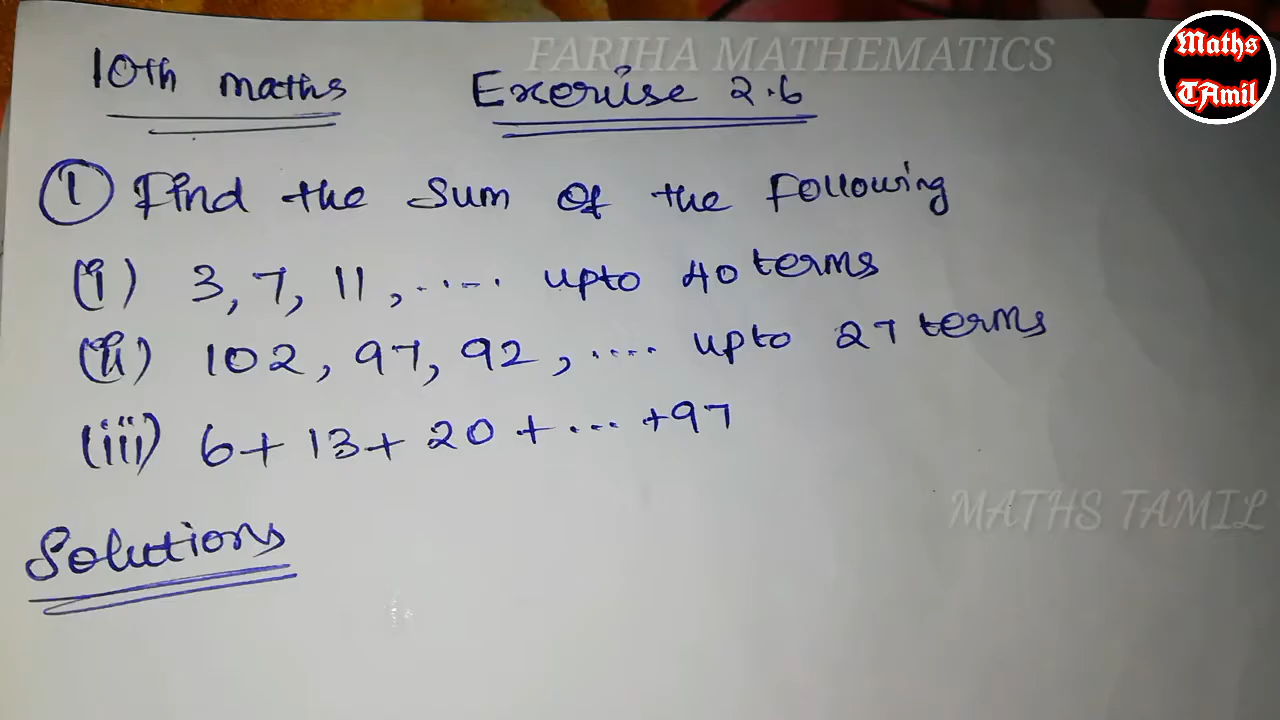 FARIHA MATHEMATICS
Maths
TAmil
10th maths Exercise 2.6
① Find the Sum of the Following
(i) 3, 7, 11, ..... upto 40 terms
(ii) 102, 97, 92, .... upto 27 terms
(iii) 6+ 13+ 20 + ... +97
MATHS TAMIL
Solutions